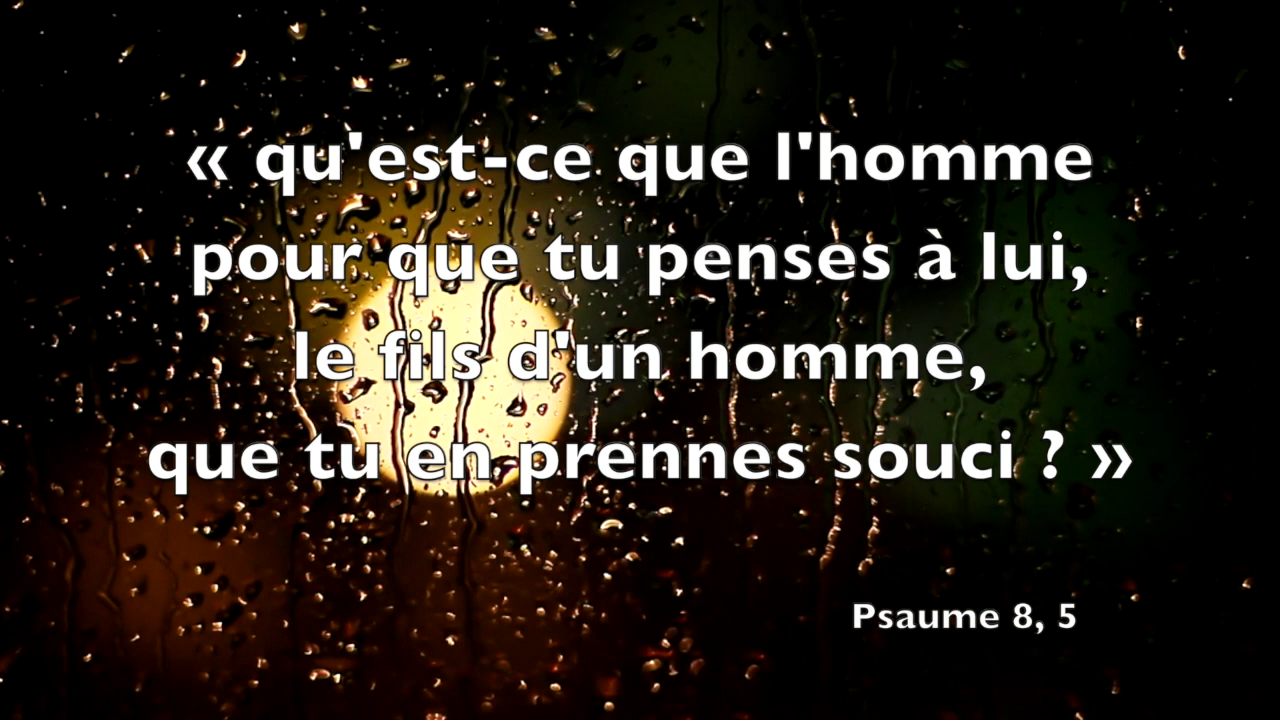 « qu'est-ce que l'homme
pour que tu penses à lui,
le fils d'un homme,
que tu en prennes souci ? »
Psaume 8, 5